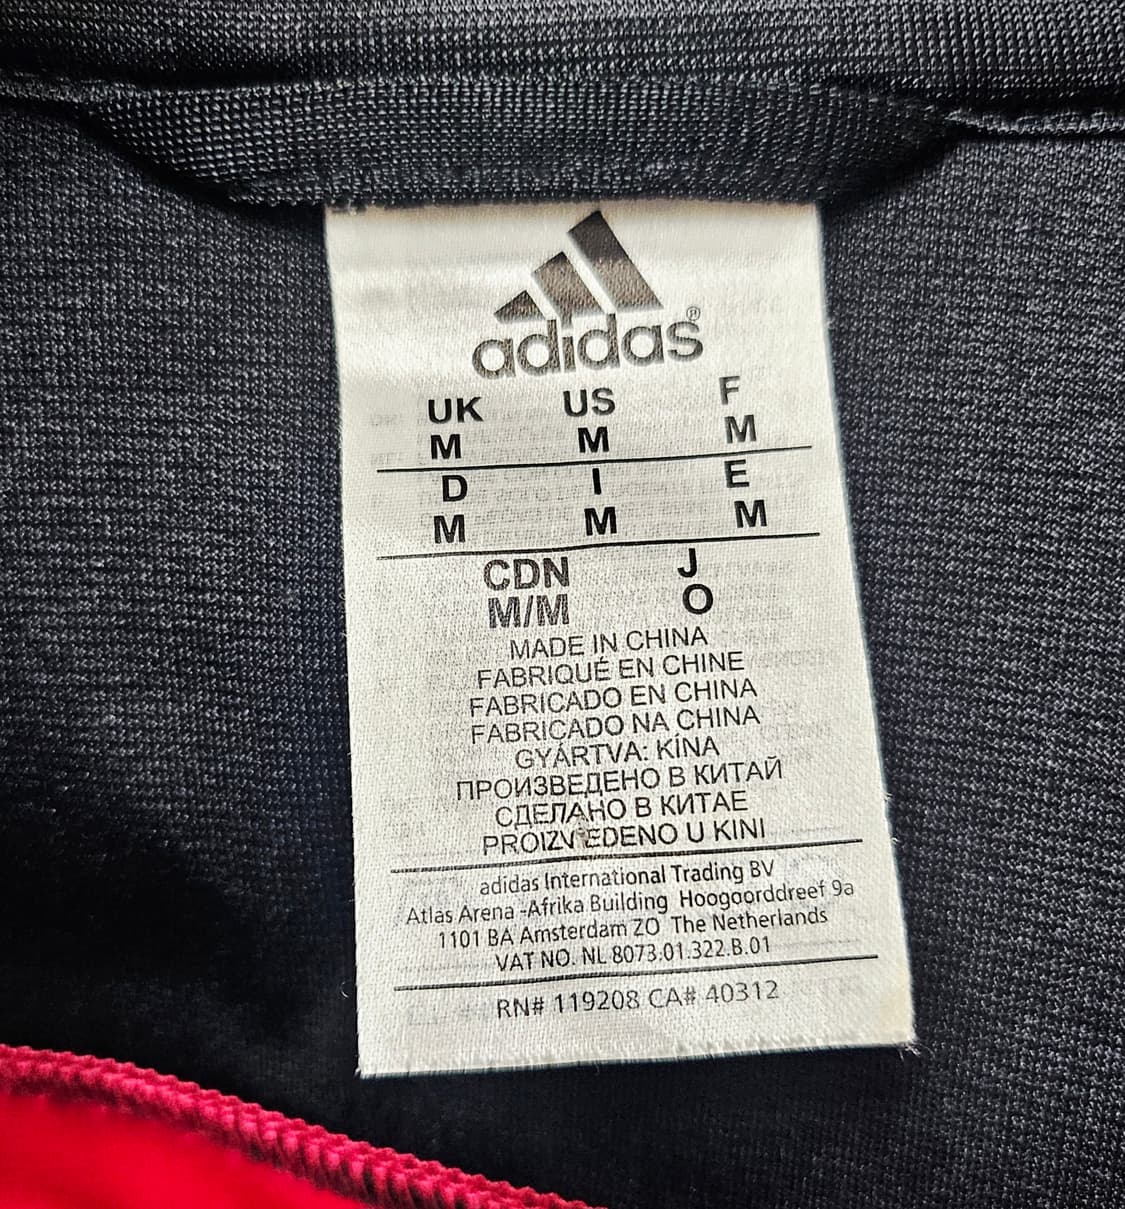 adidas®
UK US F
M M M
D I E
M M M
CDN J
M/M O
MADE IN CHINA
FABRIQUÉ EN CHINE
FABRICADO EN CHINA
FABRICADO NA CHINA
GYÁRTVA: KÍNA
ПРОИЗВЕДЕНО В КИТАЙ
СДЕЛАНО В КИТАЕ
PROIZVEDENO U KINI
adidas International Trading BV
Atlas Arena -Afrika Building Hoogoorddreef 9a
1101 BA Amsterdam ZO The Netherlands
VAT NO. NL 8073.01.322.B.01
RN# 119208 CA# 40312